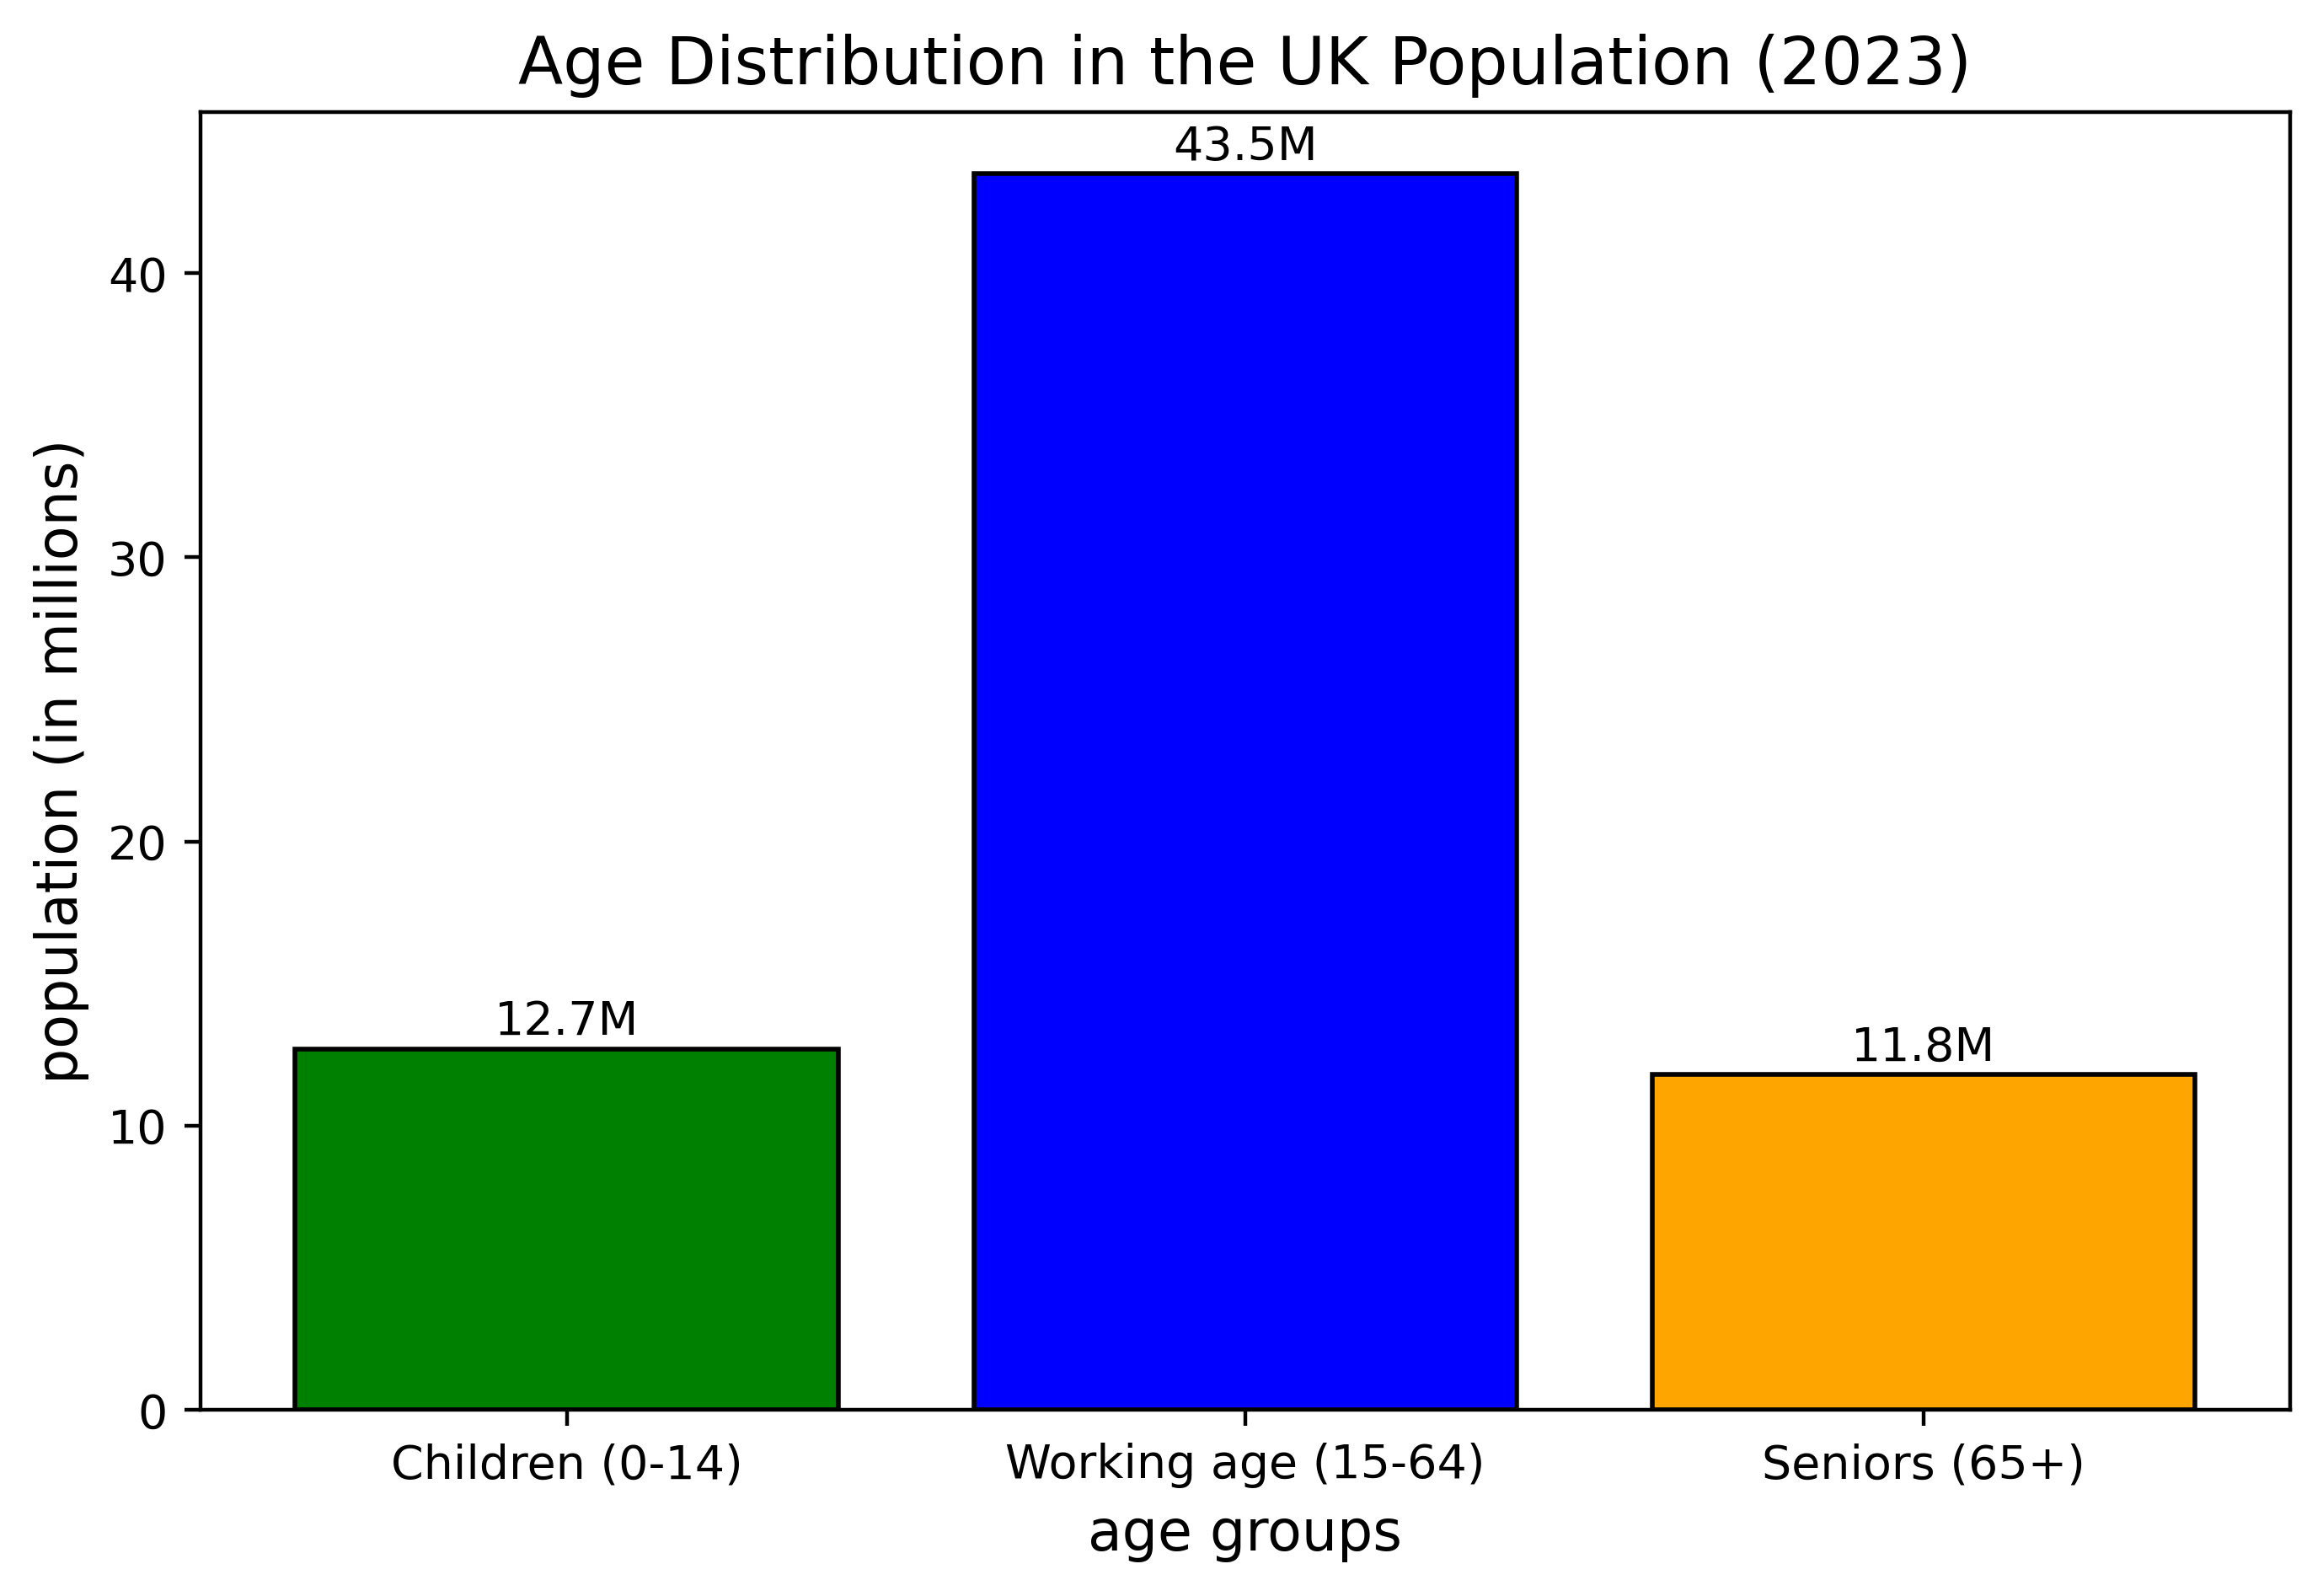 Age Distribution in the UK Population (2023)
43.5M
40
30
20
12.7M
11.8M
10
0
population (in millions)
Children (0-14)
Working age (15-64)
Seniors (65+)
age groups